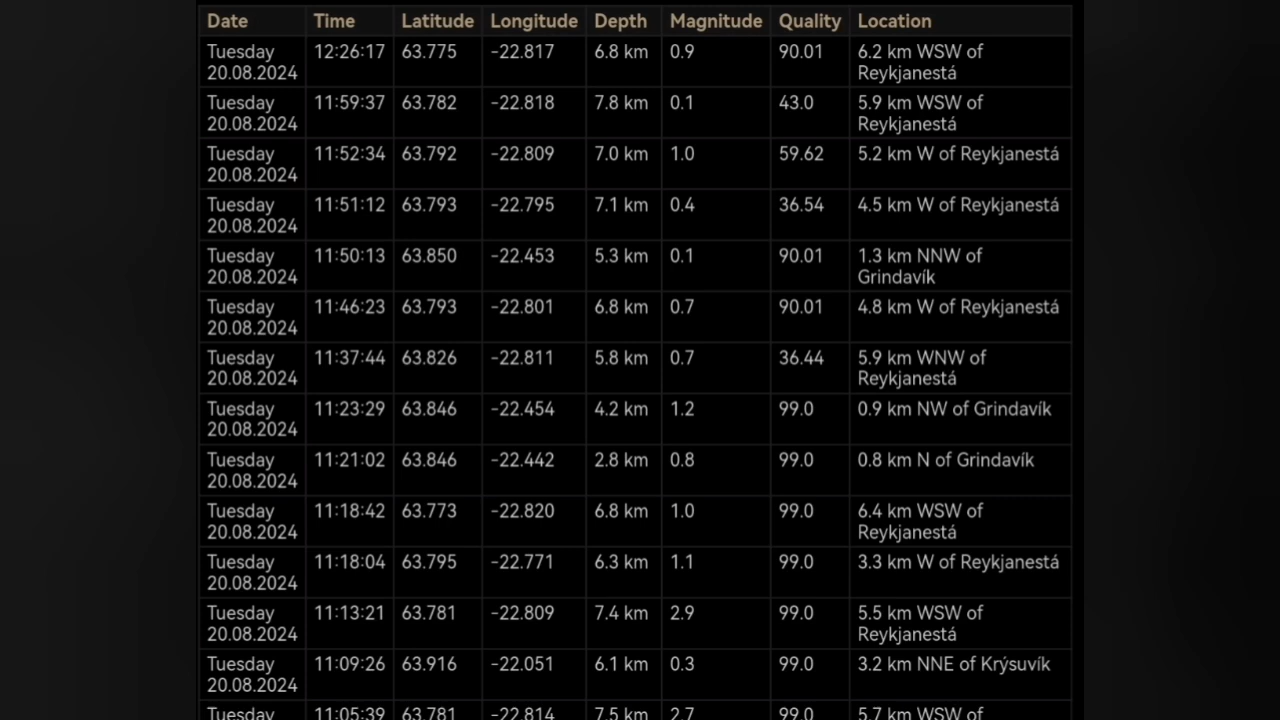 Date Time Latitude Longitude Depth Magnitude Quality Location
Tuesday 12:26:17 63.775 -22.817 6.8 km 0.9 90.01 6.2 km WSW of
20.08.2024 Reykjanestá
Tuesday 11:59:37 63.782 -22.818 7.8 km 0.1 43.0 5.9 km WSW of
20.08.2024 Reykjanestá
Tuesday 11:52:34 63.792 -22.809 7.0 km 1.0 59.62 5.2 km W of Reykjanestá
20.08.2024
Tuesday 11:51:12 63.793 -22.795 7.1 km 0.4 36.54 4.5 km W of Reykjanestá
20.08.2024
Tuesday 11:50:13 63.850 -22.453 5.3 km 0.1 90.01 1.3 km NNW of
20.08.2024 Grindavík
Tuesday 11:46:23 63.793 -22.801 6.8 km 0.7 90.01 4.8 km W of Reykjanestá
20.08.2024
Tuesday 11:37:44 63.826 -22.811 5.8 km 0.7 36.44 5.9 km WNW of
20.08.2024 Reykjanestá
Tuesday 11:23:29 63.846 -22.454 4.2 km 1.2 99.0 0.9 km NW of Grindavík
20.08.2024
Tuesday 11:21:02 63.846 -22.442 2.8 km 0.8 99.0 0.8 km N of Grindavík
20.08.2024
Tuesday 11:18:42 63.773 -22.820 6.8 km 1.0 99.0 6.4 km WSW of
20.08.2024 Reykjanestá
Tuesday 11:18:04 63.795 -22.771 6.3 km 1.1 99.0 3.3 km W of Reykjanestá
20.08.2024
Tuesday 11:13:21 63.781 -22.809 7.4 km 2.9 99.0 5.5 km WSW of
20.08.2024 Reykjanestá
Tuesday 11:09:26 63.916 -22.051 6.1 km 0.3 99.0 3.2 km NNE of Krýsuvík
20.08.2024
Tuesday 11:05:39 63.781 -22.814 7.5 km 2.7 99.0 5.7 km WSW of